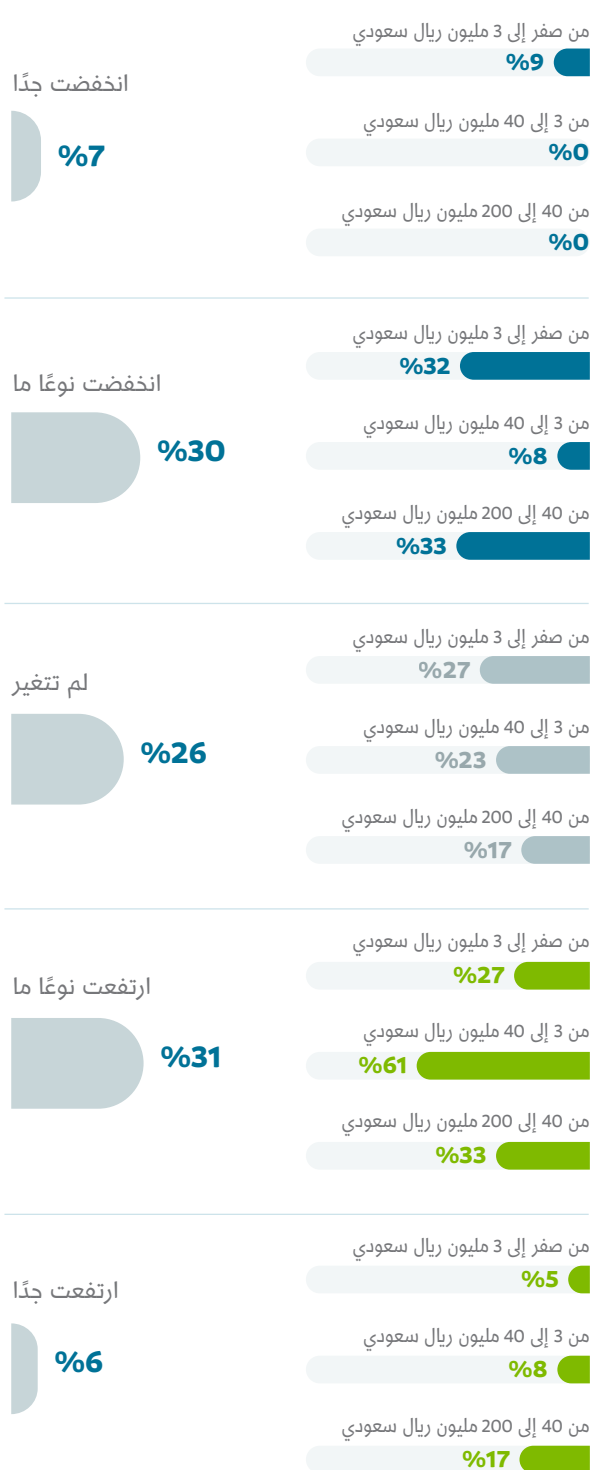 من صفر إلى 3 مليون ريال سعودي
%9
من 3 إلى 40 مليون ريال سعودي
%0
من 40 إلى 200 مليون ريال سعودي
%0
انخفضت جدًا
%7
من صفر إلى 3 مليون ريال سعودي
%32
من 3 إلى 40 مليون ريال سعودي
%8
من 40 إلى 200 مليون ريال سعودي
%33
انخفضت نوعًا ما
%30
من صفر إلى 3 مليون ريال سعودي
%27
من 3 إلى 40 مليون ريال سعودي
%23
من 40 إلى 200 مليون ريال سعودي
%17
لم تتغير
%26
من صفر إلى 3 مليون ريال سعودي
%27
من 3 إلى 40 مليون ريال سعودي
%61
من 40 إلى 200 مليون ريال سعودي
%33
ارتفعت نوعًا ما
%31
من صفر إلى 3 مليون ريال سعودي
%5
من 3 إلى 40 مليون ريال سعودي
%8
من 40 إلى 200 مليون ريال سعودي
%17
ارتفعت جدًا
%6